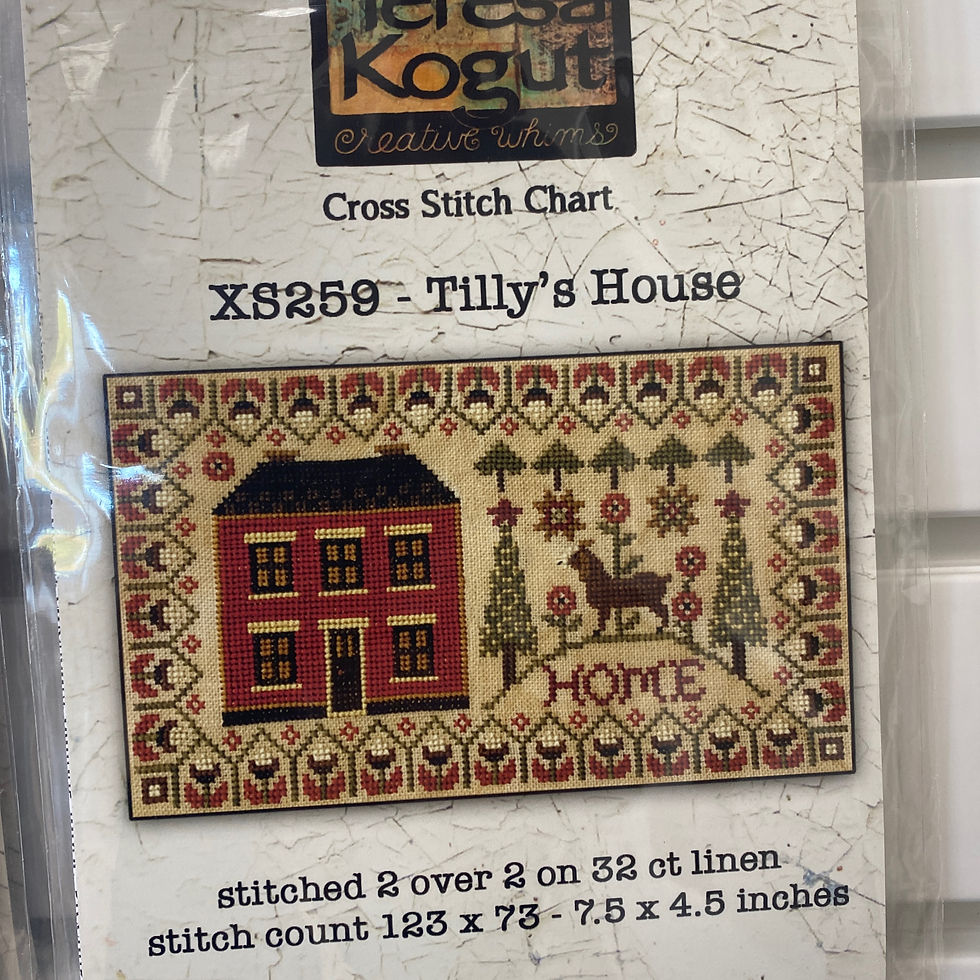 Teresa
Kogut
creative whims
Cross Stitch Chart
XS259 - Tilly's House
HOME
stitched 2 over 2 on 32 ct linen
stitch count 123 x 73 - 7.5 x 4.5 inches